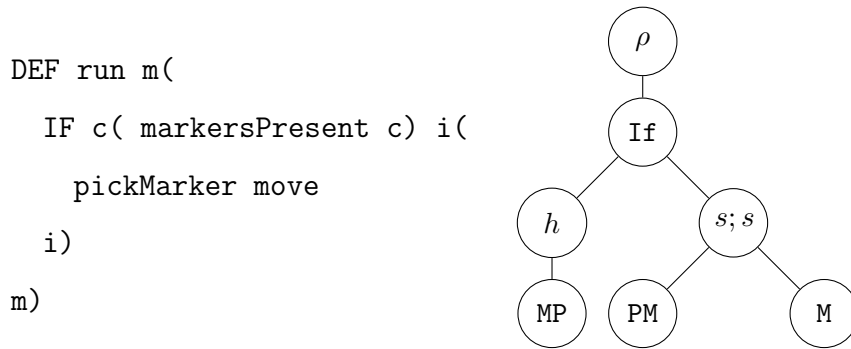 DEF run m(
IF c( markersPresent c) i(
pickMarker move
i)
m)
ρ
If
h
s; s
MP
PM
M